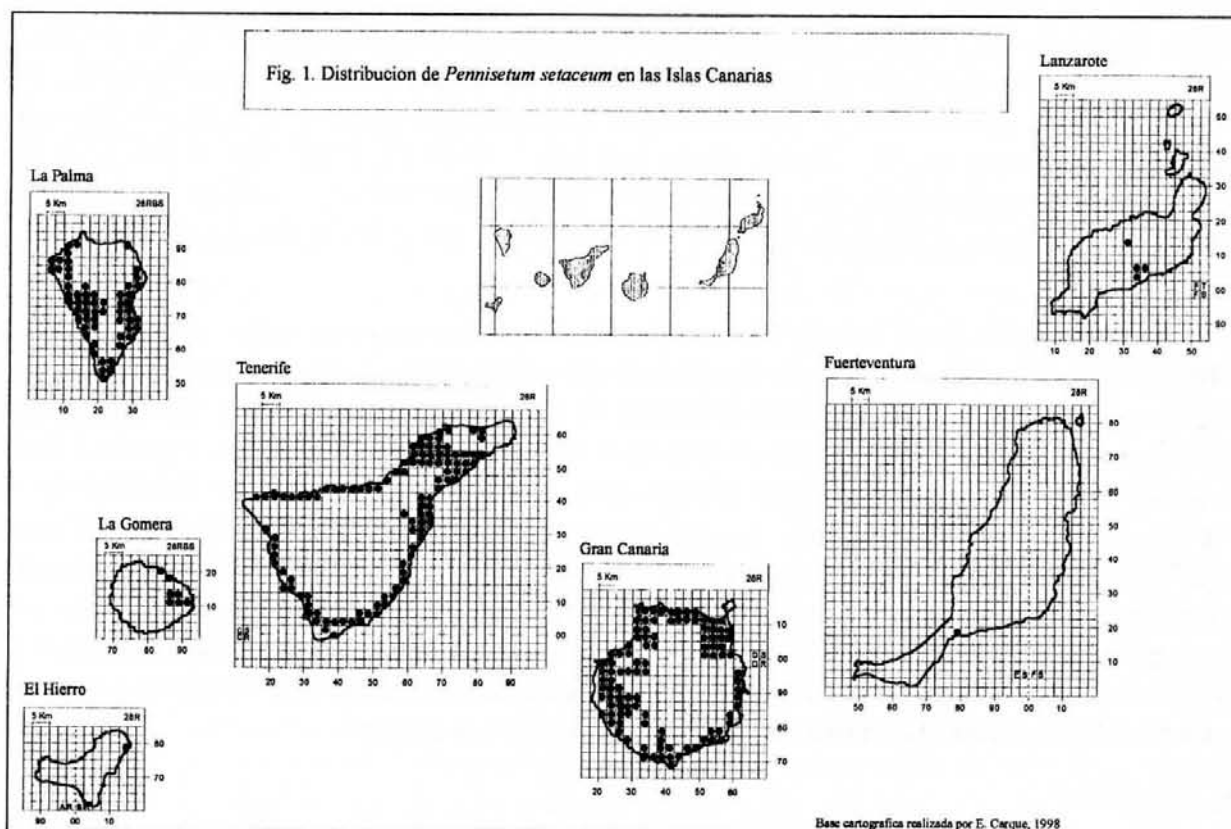 Fig. 1. Distribucion de Pennisetum setaceum en las Islas Canarias
Lanzarote
5 Km 28R
50
40
30
20
10
00
10 20 30 40 50
La Palma
5 Km 28RBS
90
80
70
60
50
10 20 30
Tenerife
5 Km 28R
60
50
40
30
20
10
00
20 30 40 50 60 70 80 90
Fuerteventura
5 Km 28R
80
70
60
50
40
30
20
10
ES FS
50 60 70 80 90 00 10
La Gomera
5 Km 28RBS
20
10
70 80 90
Gran Canaria
5 Km 28R
10
00
90
80
70
20 30 40 50 60
El Hierro
5 Km 28R
80
70
90 00 10
Base cartografica realizada por E. Carque, 1998